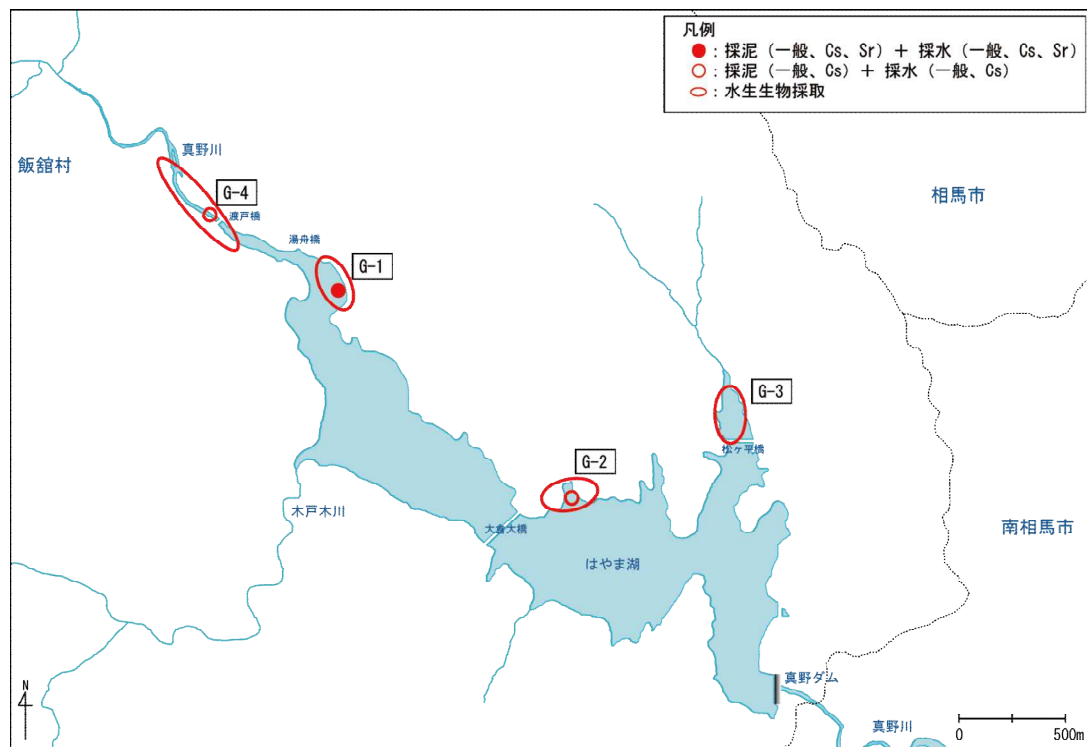 凡例
●:採泥(一般、Cs、Sr)+ 採水(一般、Cs、Sr)
○:採泥(一般、Cs)+ 採水(一般、Cs)
:水生生物採取
真野川
飯舘村
G-4
相馬市
渡戸橋
湯舟橋
G-1
G-3
松ヶ平橋
G-2
木戸木川
大倉大橋
南相馬市
はやま湖
真野ダム
N
真野川
0
500m